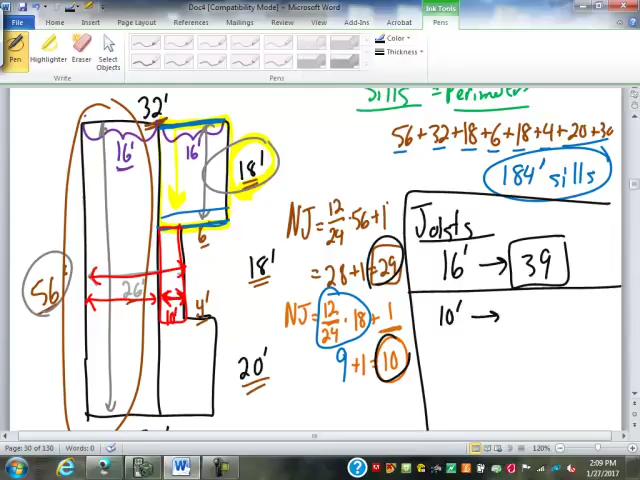 Doc4 [Compatibility Mode] - Microsoft Word
Ink Tools
File
Home
Insert
Page Layout
References
Mailings
Review
View
Add-Ins
Acrobat
Pens
Pen
Highlighter
Eraser
Select Objects
Color
Thickness
Write
Pens
Sills = Perimeter
56+32+18+6+18+4+20+30
184' sills
32'
16'
16'
18'
6
18'
56'
26'
10'
4'
20'
NJ = 12/24 · 56 + 1
= 28 + 1 = 29
NJ = 12/24 · 18 + 1
9 + 1 = 10
Joists
16' → 39
10' →
Page: 30 of 130
Words: 0
120%
2:09 PM
1/27/2017